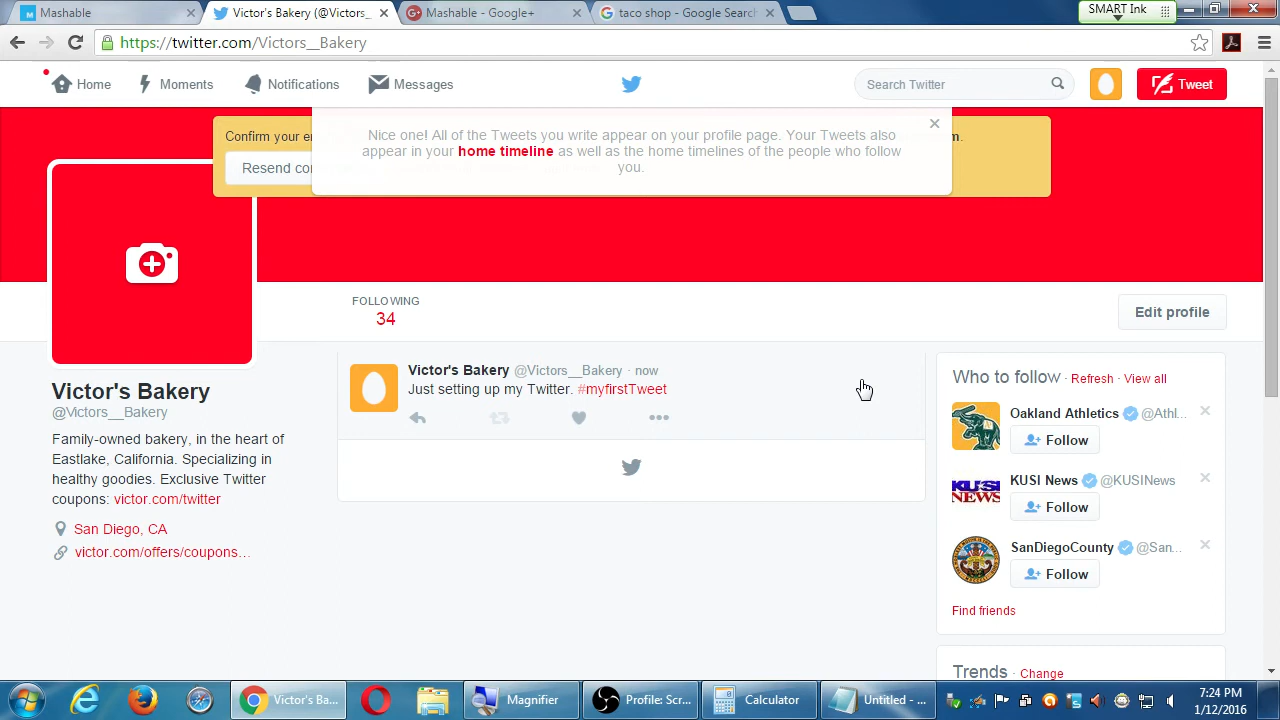 Mashable
Victor's Bakery (@Victors_
Mashable - Google+
taco shop - Google Search
SMART Ink
https://twitter.com/Victors__Bakery
Home
Moments
Notifications
Messages
Search Twitter
Tweet
Confirm your e
m.
Resend co
Nice one! All of the Tweets you write appear on your profile page. Your Tweets also
appear in your home timeline as well as the home timelines of the people who follow
you.
FOLLOWING
34
Edit profile
Victor's Bakery
@Victors__Bakery
Family-owned bakery, in the heart of
Eastlake, California. Specializing in
healthy goodies. Exclusive Twitter
coupons: victor.com/twitter
San Diego, CA
victor.com/offers/coupons…
Victor's Bakery @Victors__Bakery · now
Just setting up my Twitter. #myfirstTweet
Who to follow · Refresh · View all
Oakland Athletics @Athl...
Follow
KUSI NEWS
KUSI News @KUSINews
Follow
SanDiegoCounty @San...
Follow
Find friends
Trends · Change
Victor's Ba...
Magnifier
Profile: Scr...
Calculator
Untitled - ...
7:24 PM
1/12/2016